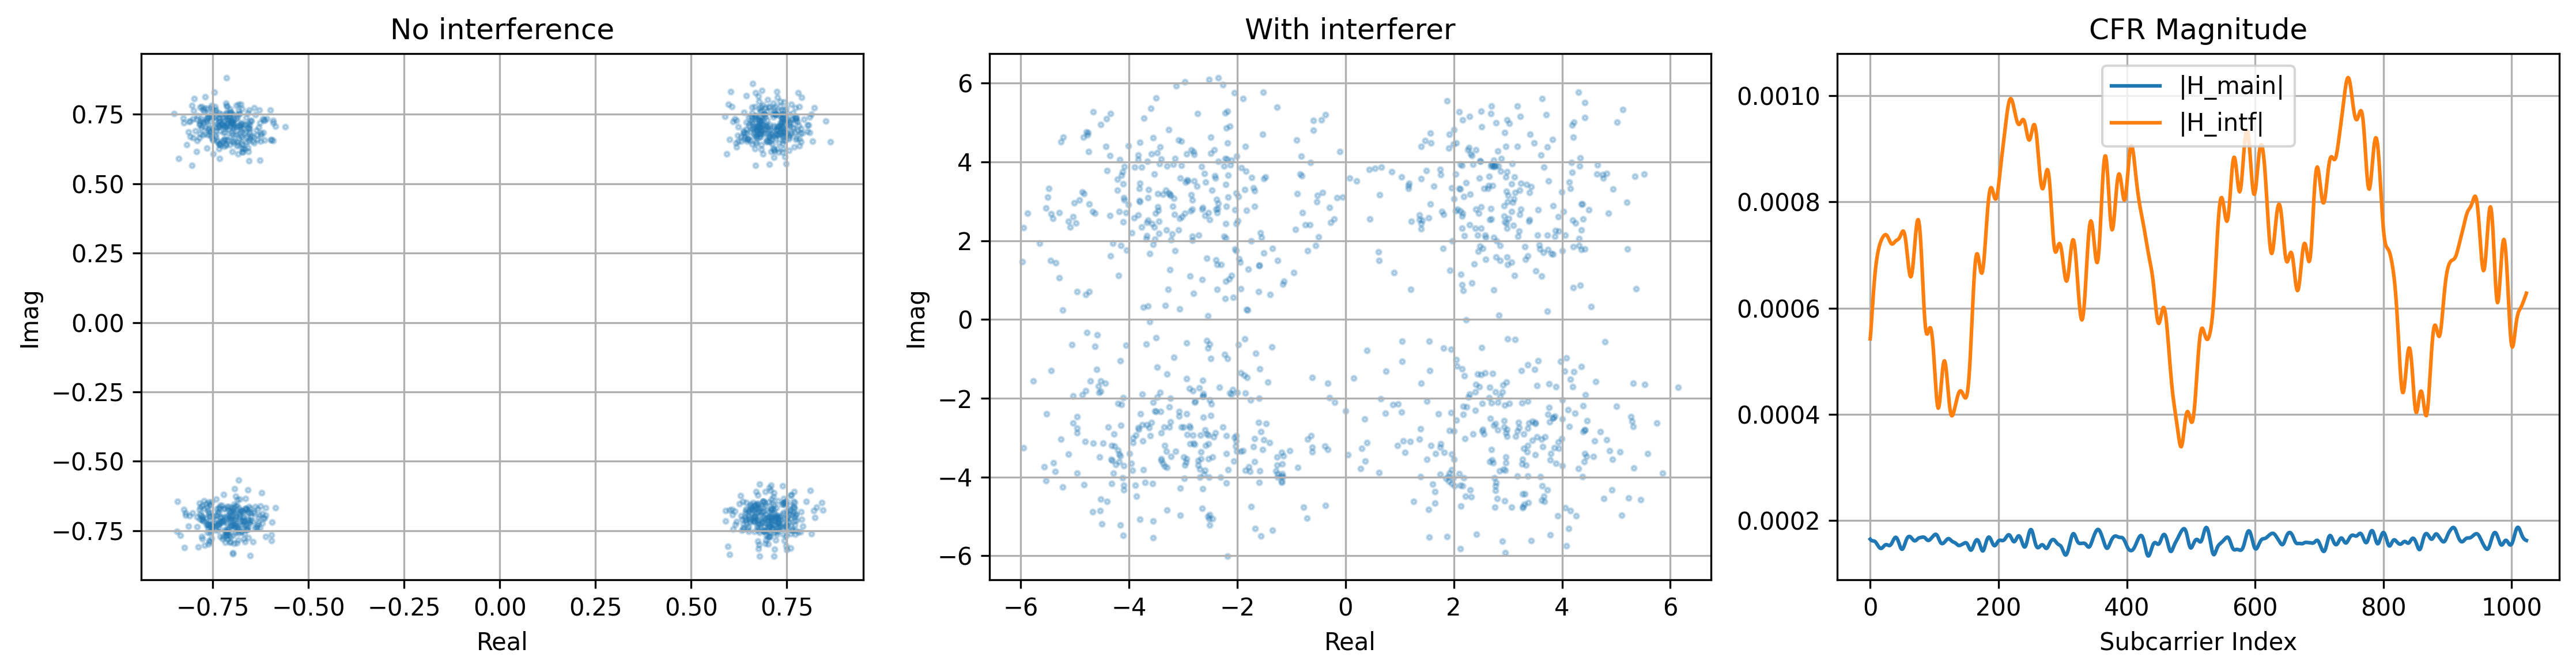 No interference
0.75
0.50
0.25
0.00
−0.25
−0.50
−0.75
Imag
−0.75 −0.50 −0.25 0.00 0.25 0.50 0.75
Real
With interferer
6
4
2
0
−2
−4
−6
Imag
−6 −4 −2 0 2 4 6
Real
CFR Magnitude
|H_main|
|H_intf|
0.0010
0.0008
0.0006
0.0004
0.0002
0 200 400 600 800 1000
Subcarrier Index